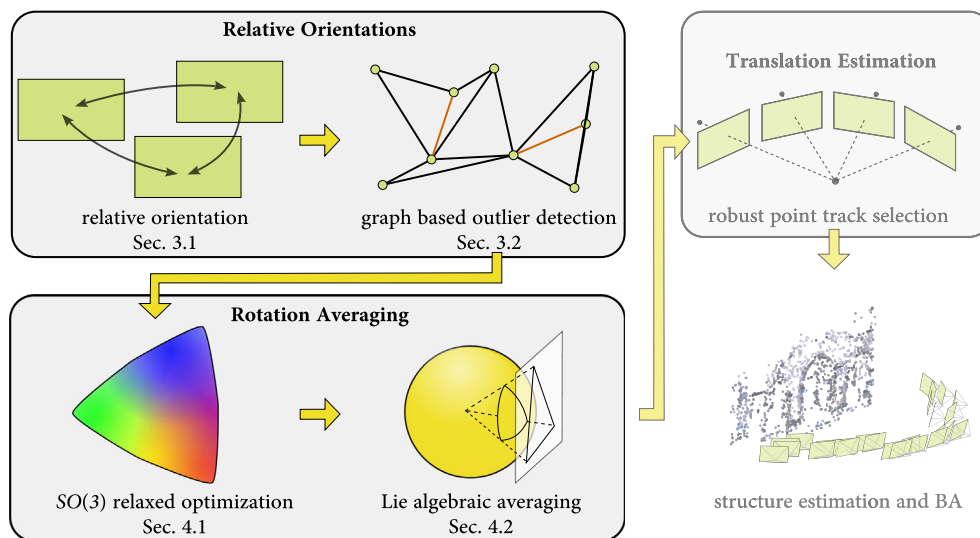 Relative Orientations
relative orientation
Sec. 3.1
graph based outlier detection
Sec. 3.2
Rotation Averaging
SO(3) relaxed optimization
Sec. 4.1
Lie algebraic averaging
Sec. 4.2
Translation Estimation
robust point track selection
structure estimation and BA